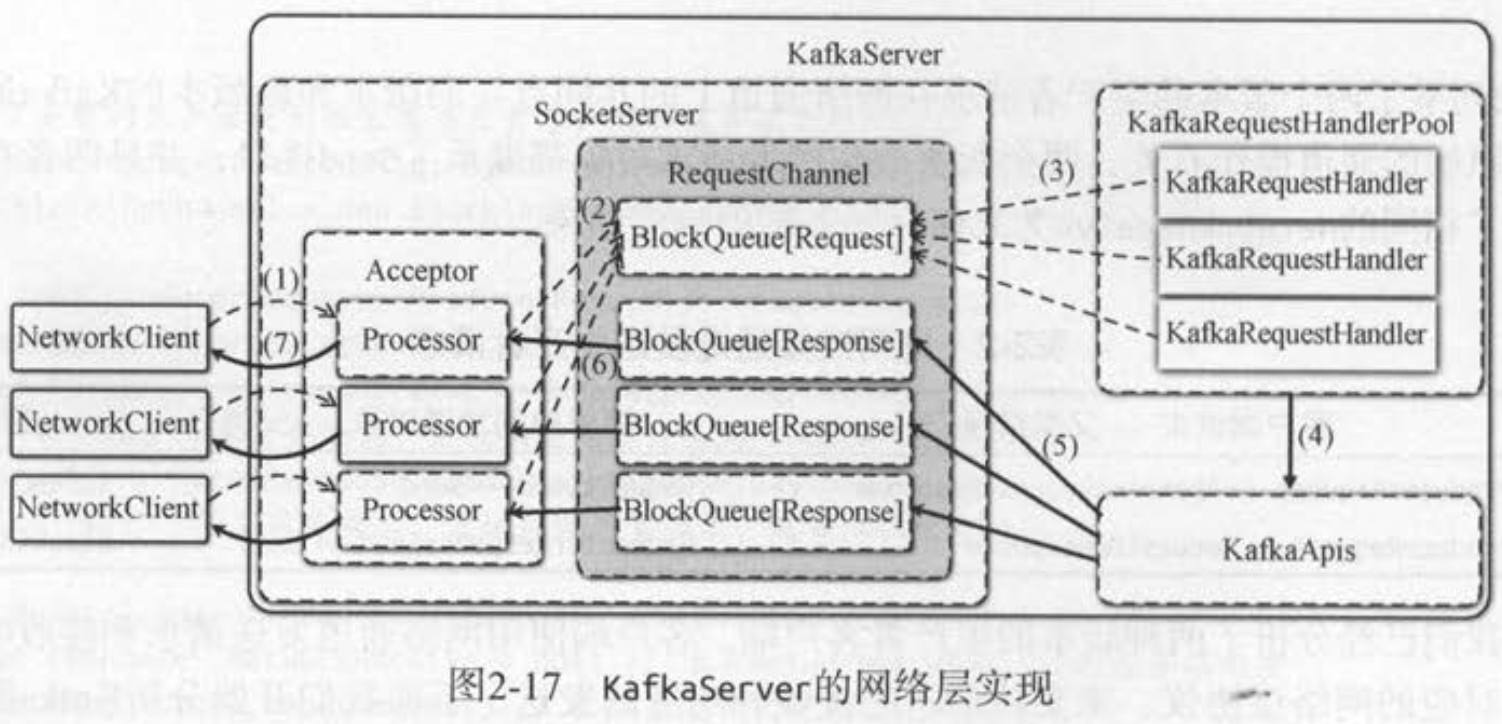 KafkaServer
SocketServer
KafkaRequestHandlerPool
RequestChannel
(3)
KafkaRequestHandler
(2)
BlockQueue[Request]
KafkaRequestHandler
Acceptor
(1)
KafkaRequestHandler
NetworkClient
(7)
Processor
BlockQueue[Response]
(6)
NetworkClient
Processor
BlockQueue[Response]
(5)
(4)
NetworkClient
Processor
BlockQueue[Response]
KafkaApis
图2-17 KafkaServer的网络层实现